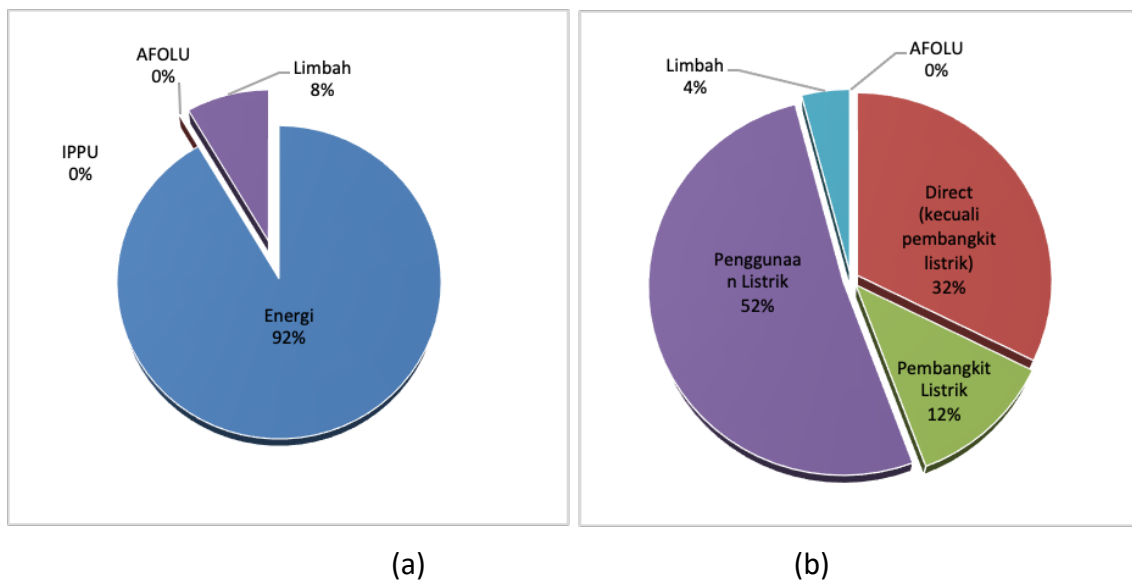 AFOLU
0%
Limbah
8%
IPPU
0%
Energi
92%
AFOLU
0%
Limbah
4%
Direct
(kecuali
pembangkit
listrik)
32%
Penggunaa
n Listrik
52%
Pembangkit
Listrik
12%
(a)
(b)